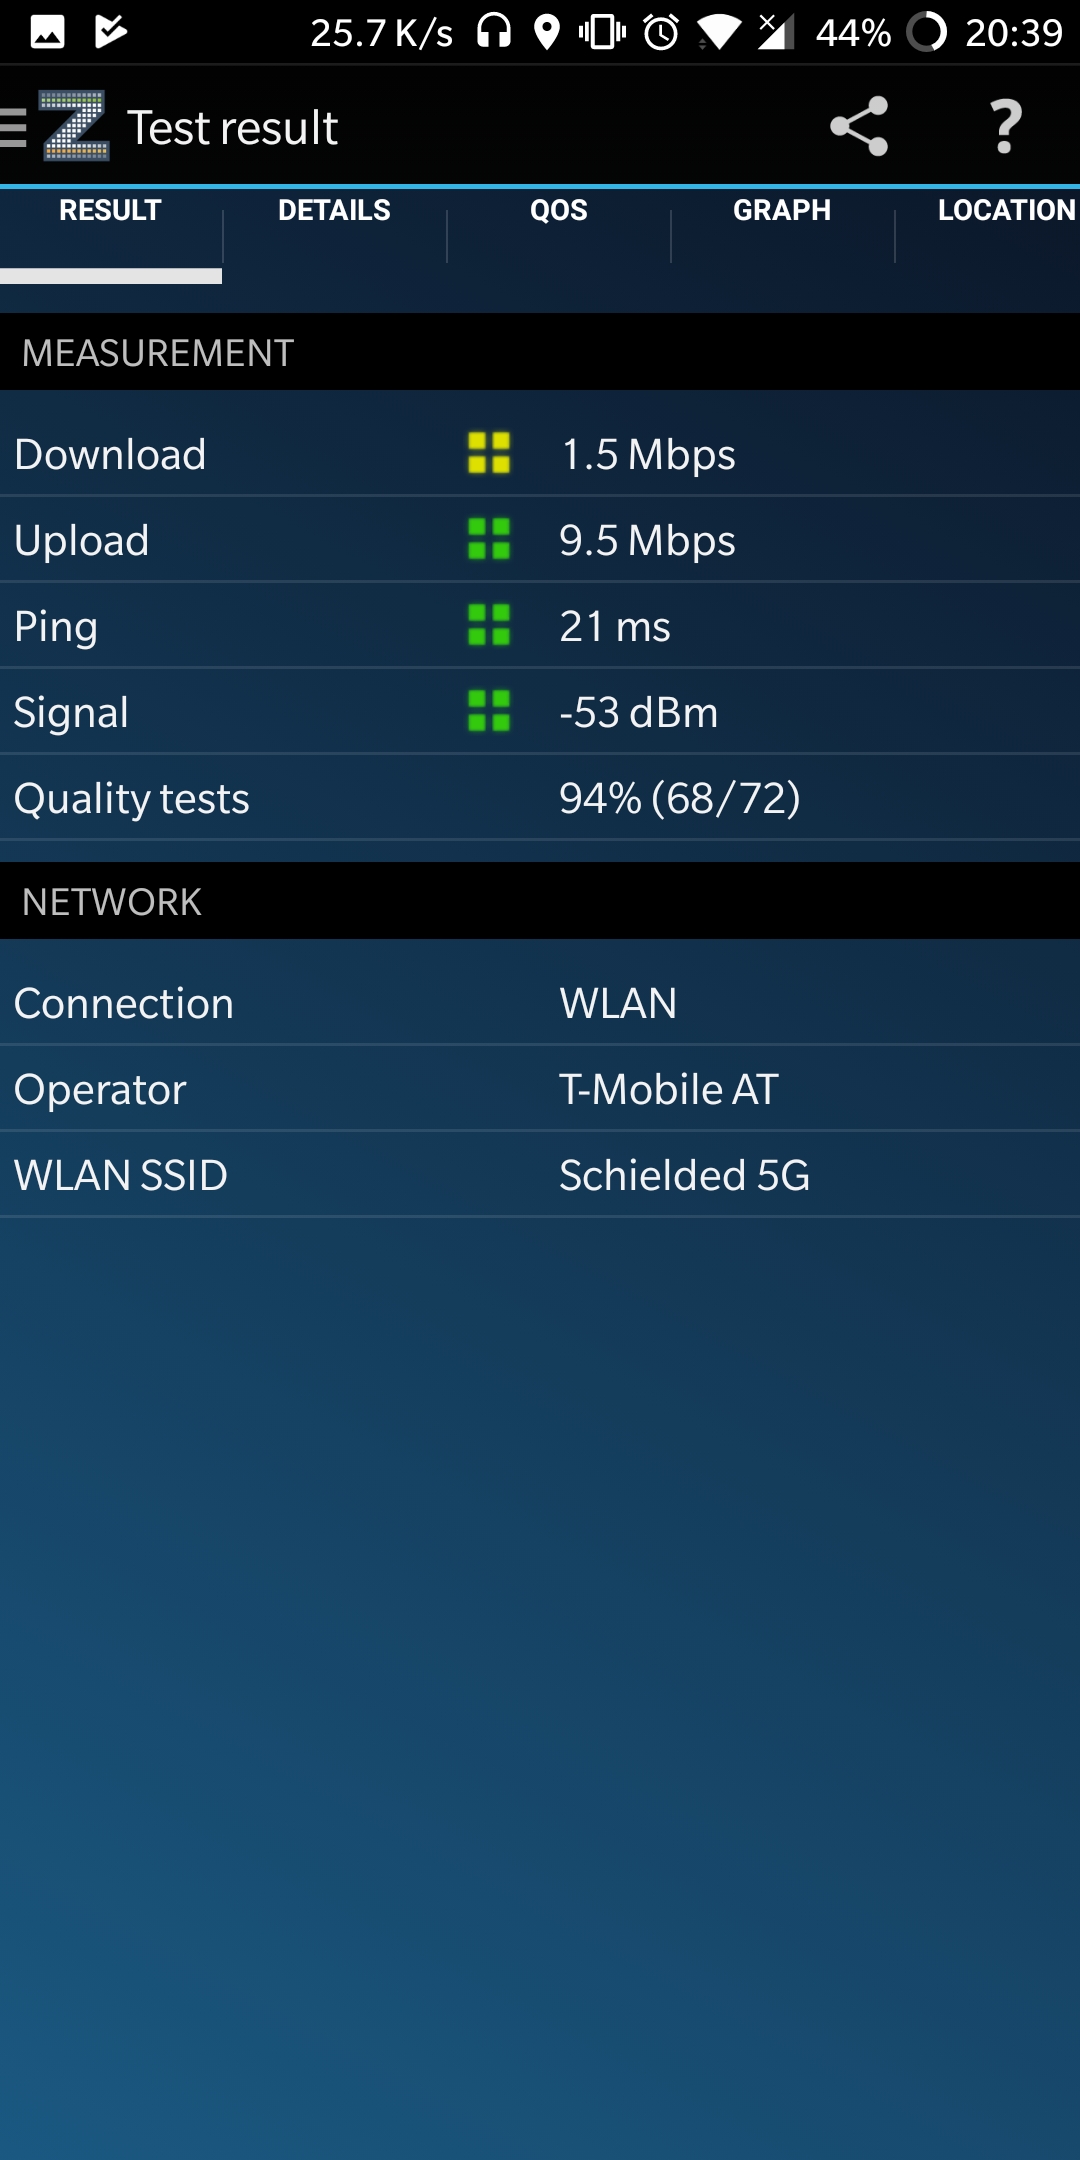 25.7 K/s 44% 20:39
Test result ?
RESULT DETAILS QOS GRAPH LOCATION
MEASUREMENT
Download 1.5 Mbps
Upload 9.5 Mbps
Ping 21 ms
Signal -53 dBm
Quality tests 94% (68/72)
NETWORK
Connection WLAN
Operator T-Mobile AT
WLAN SSID Schielded 5G